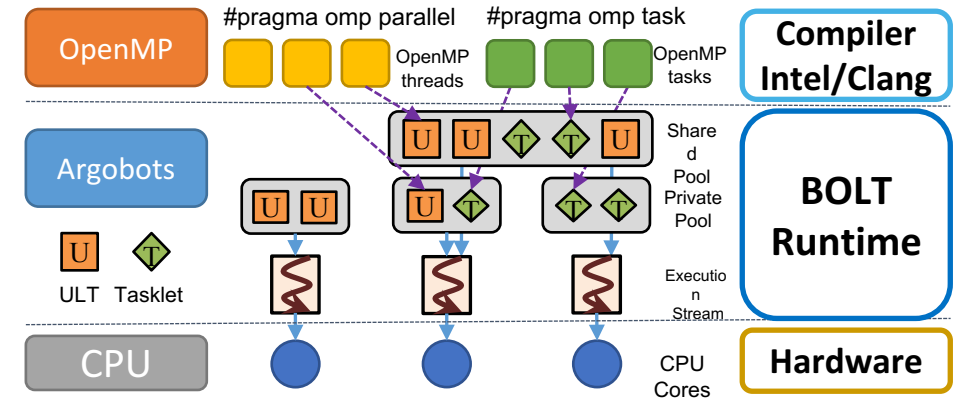 OpenMP
#pragma omp parallel
#pragma omp task
OpenMP
threads
OpenMP
tasks
Compiler
Intel/Clang
Argobots
U
U
T
T
U
Share
d
Pool
Private
Pool
U
U
U
T
T
T
BOLT
Runtime
U
T
ULT
Tasklet
Executio
n
Stream
CPU
CPU
Cores
Hardware